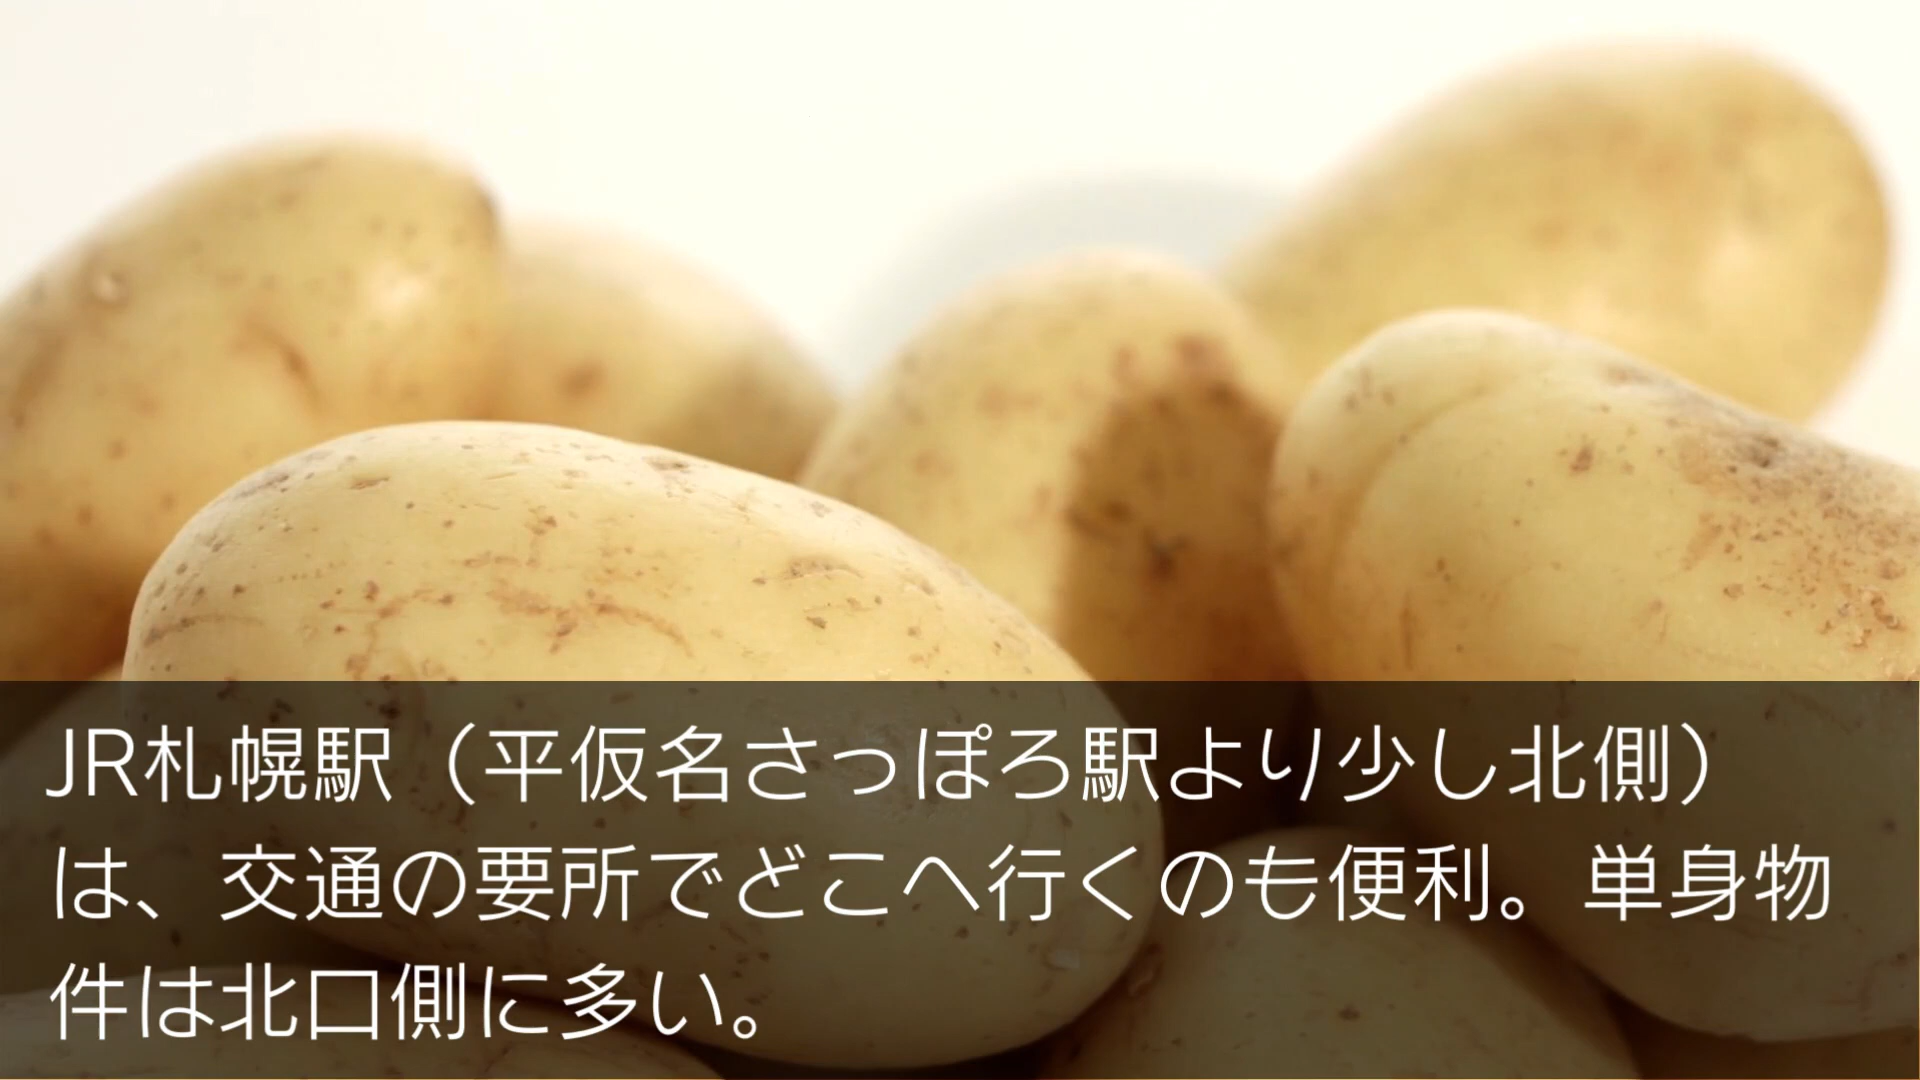 JR札幌駅（平仮名さっぽろ駅より少し北側）
は、交通の要所でどこへ行くのも便利。単身物
件は北口側に多い。